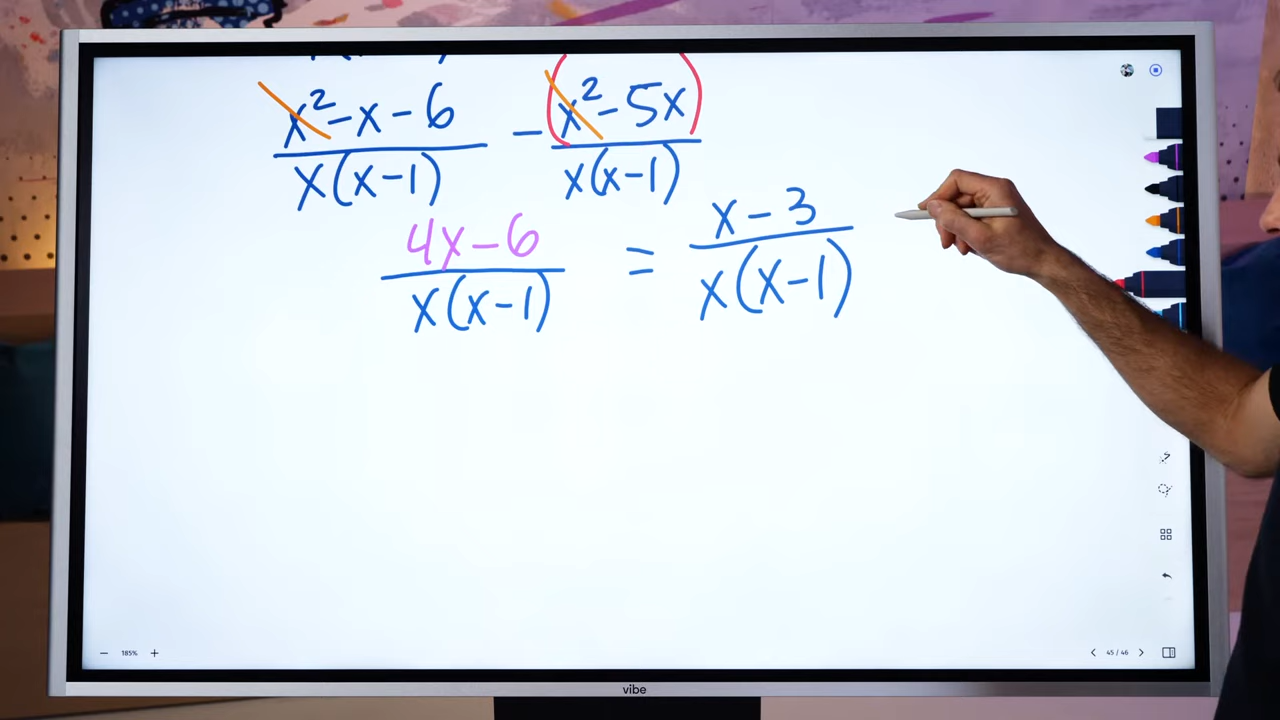 x² - x - 6 - (x² - 5x)
x(x-1) x(x-1)
4x - 6 = x - 3
x(x-1) x(x-1)
− 185% +
< 45 / 46 >
vibe